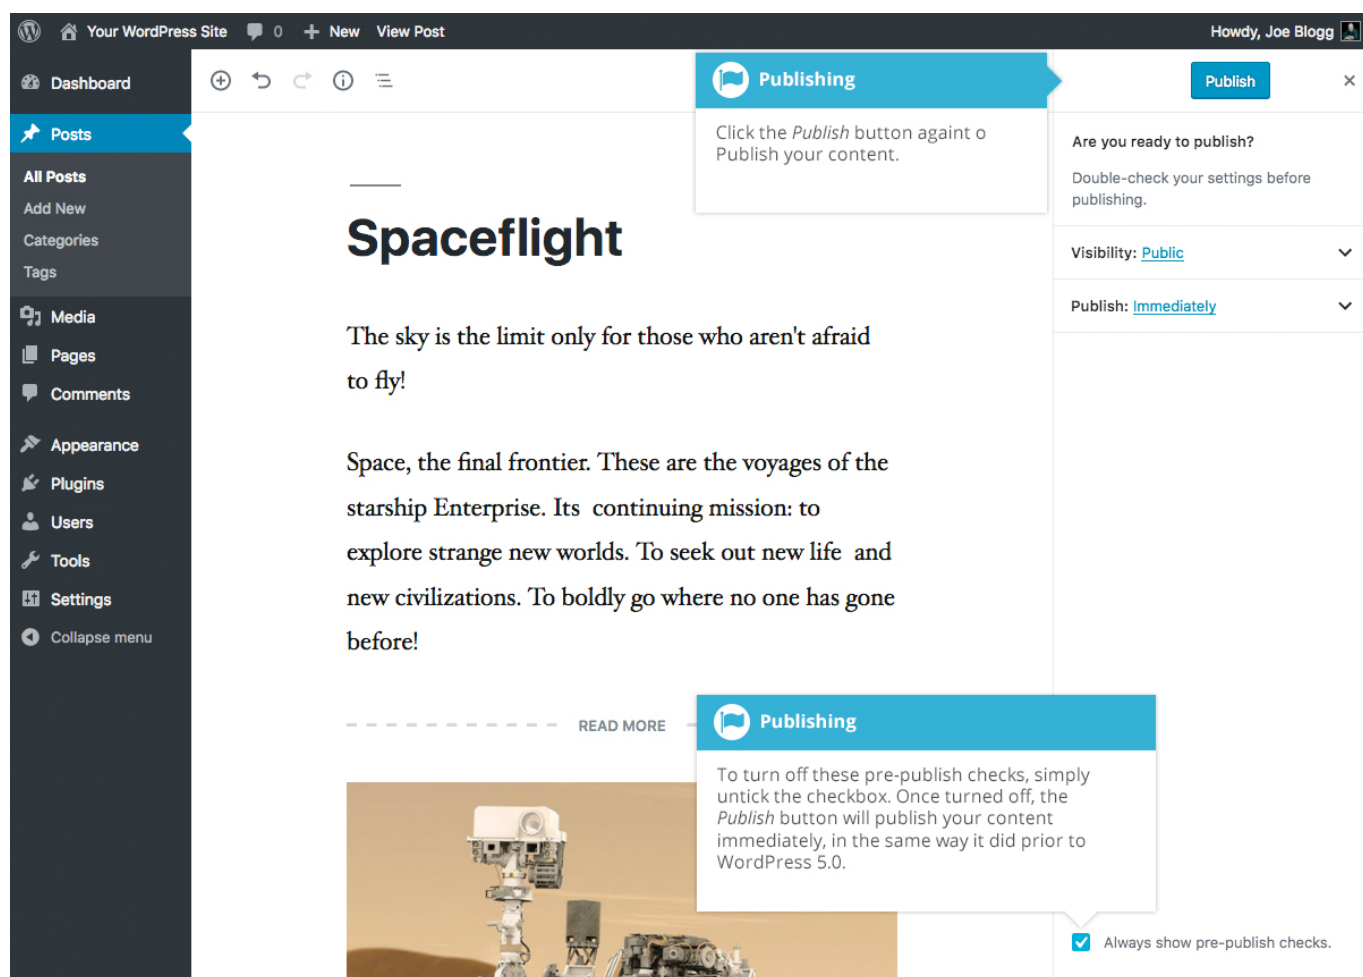 Your WordPress Site 0 New View Post Howdy, Joe Blogg
Dashboard
Posts
All Posts
Add New
Categories
Tags
Media
Pages
Comments
Appearance
Plugins
Users
Tools
Settings
Collapse menu
Spaceflight
The sky is the limit only for those who aren't afraid
to fly!
Space, the final frontier. These are the voyages of the
starship Enterprise. Its continuing mission: to
explore strange new worlds. To seek out new life and
new civilizations. To boldly go where no one has gone
before!
READ MORE
Publishing
Click the Publish button againt o
Publish your content.
Publish
Are you ready to publish?
Double-check your settings before
publishing.
Visibility: Public
Publish: Immediately
Publishing
To turn off these pre-publish checks, simply
untick the checkbox. Once turned off, the
Publish button will publish your content
immediately, in the same way it did prior to
WordPress 5.0.
Always show pre-publish checks.